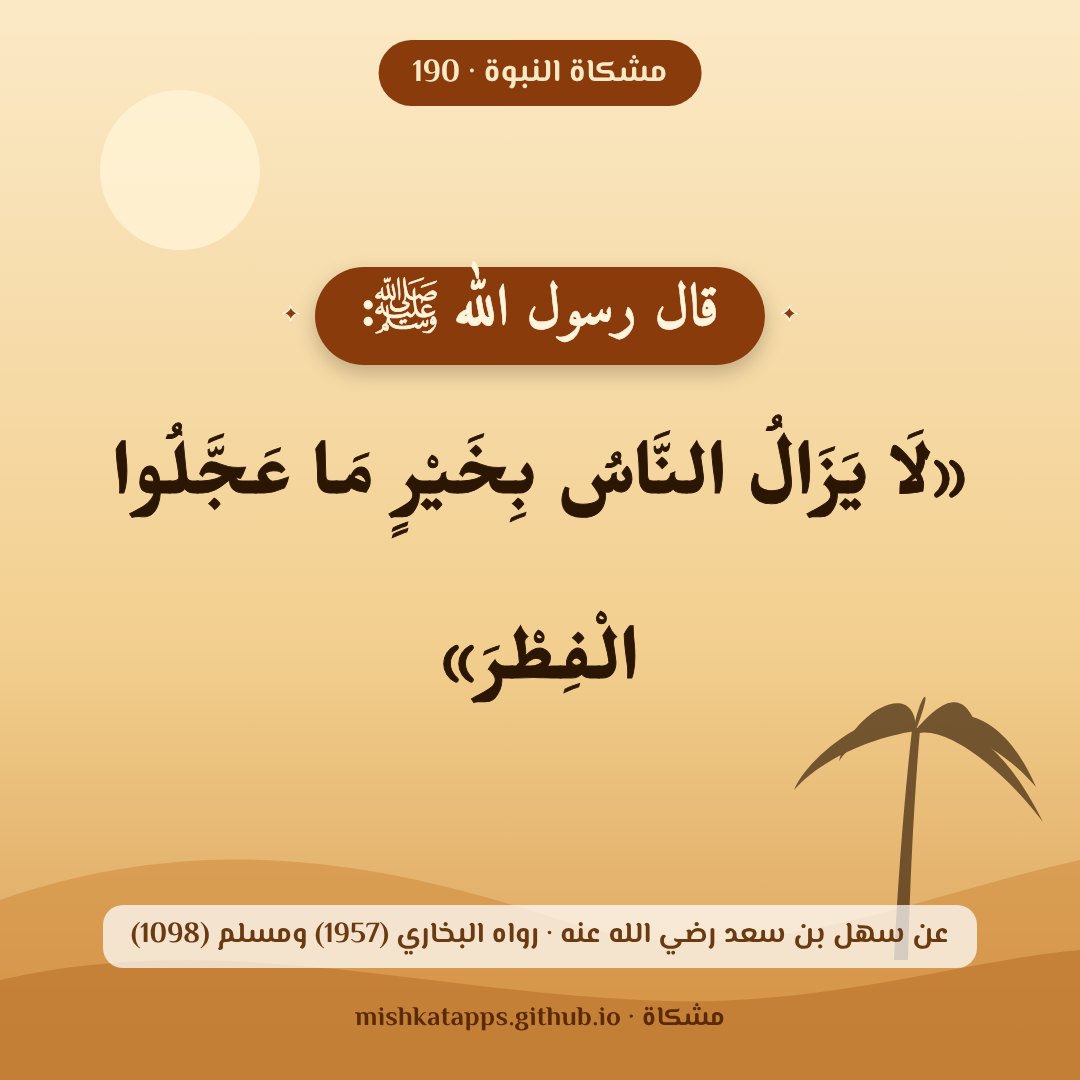 مشكاة النبوة · 190
قال رسول الله ﷺ:
«لَا يَزَالُ النَّاسُ بِخَيْرٍ مَا عَجَّلُوا
الْفِطْرَ»
عن سهل بن سعد رضي الله عنه · رواه البخاري (1957) ومسلم (1098)
مشكاة · mishkatapps.github.io